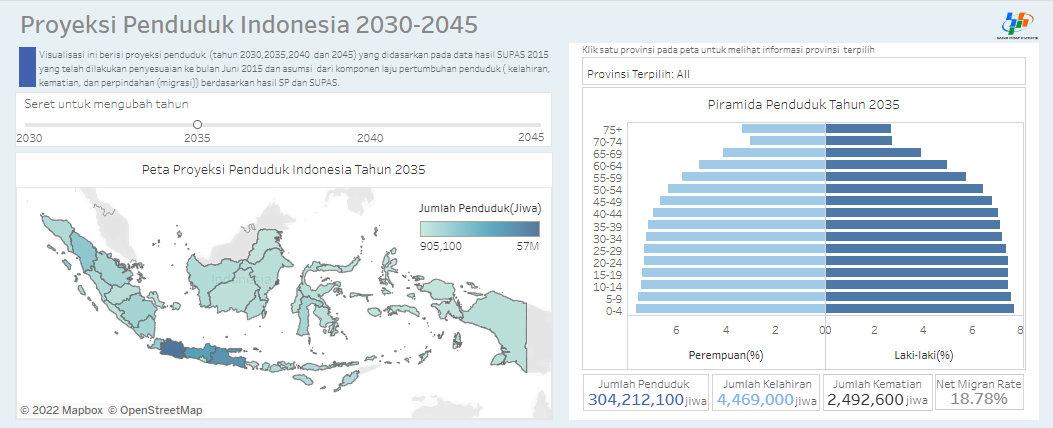 Proyeksi Penduduk Indonesia 2030-2045
Visualisasi ini berisi proyeksi penduduk (tahun 2030,2035,2040 dan 2045) yang didasarkan pada data hasil SUPAS 2015
yang telah dilakukan penyesuaian ke bulan Juni 2015 dan asumsi dari komponen laju pertumbuhan penduduk ( kelahiran,
kematian, dan perpindahan (migrasi)) berdasarkan hasil SP dan SUPAS.
Seret untuk mengubah tahun
2030 2035 2040 2045
Peta Proyeksi Penduduk Indonesia Tahun 2035
Jumlah Penduduk(Jiwa)
905,100 57M
Indonesia
© 2022 Mapbox © OpenStreetMap
Klik satu provinsi pada peta untuk melihat informasi provinsi terpilih
Provinsi Terpilih: All
Piramida Penduduk Tahun 2035
75+
70-74
65-69
60-64
55-59
50-54
45-49
40-44
35-39
30-34
25-29
20-24
15-19
10-14
5-9
0-4
6 4 2 0 0 2 4 6 8
Perempuan(%) Laki-laki(%)
Jumlah Penduduk
304,212,100 jiwa
Jumlah Kelahiran
4,469,000 jiwa
Jumlah Kematian
2,492,600 jiwa
Net Migran Rate
18.78%